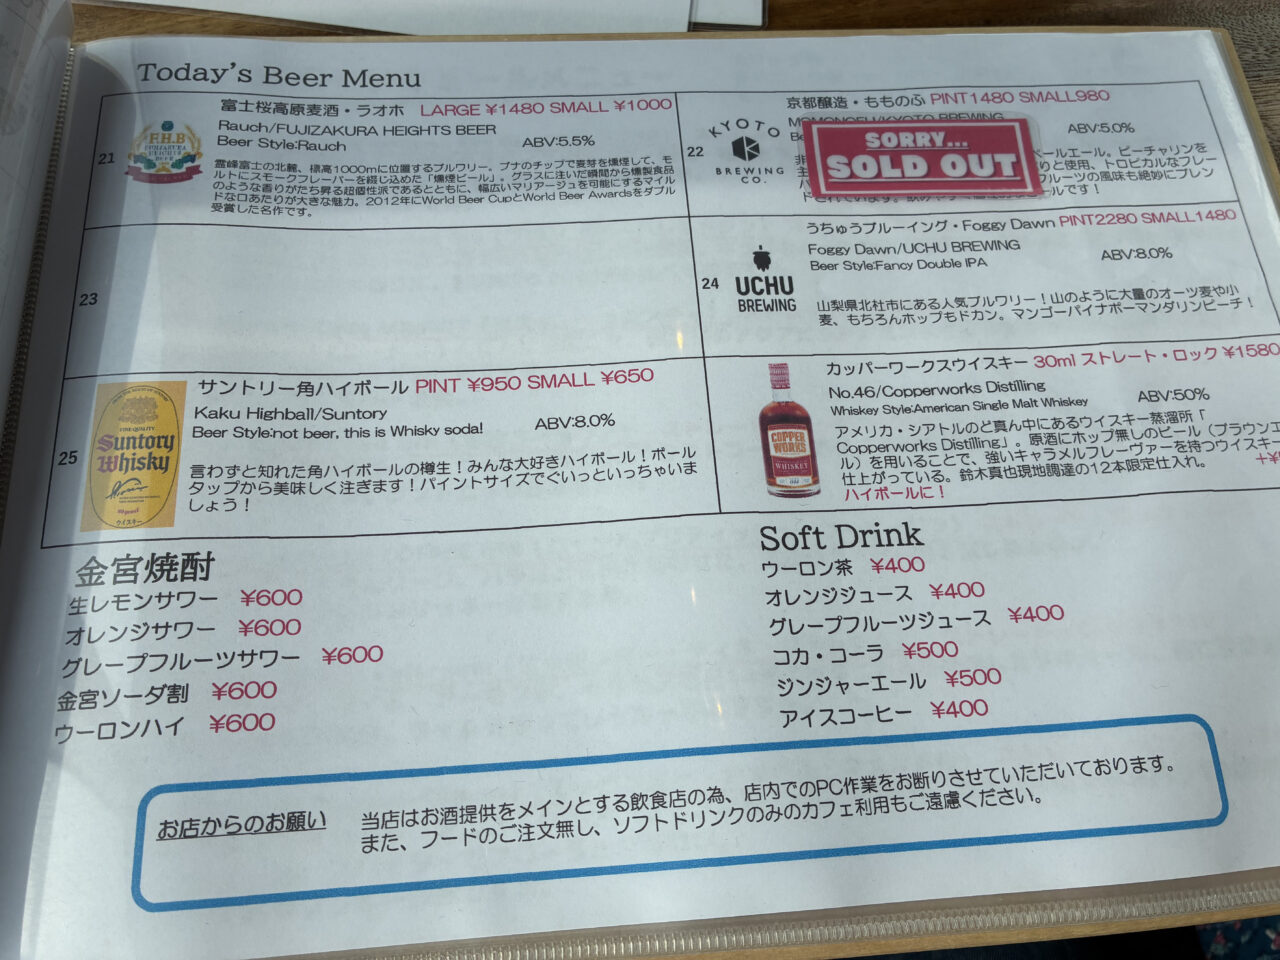 Today's Beer Menu
21
F.H.B
富士桜高原麦酒・ラオホ LARGE ¥1480 SMALL ¥1000
Rauch/FUJIZAKURA HEIGHTS BEER
Beer Style:Rauch ABV:5.5%
霊峰富士の北麓、標高1000mに位置するブルワリー。ブナのチップで麦芽を燻煙して、モ
ルトにスモークフレーバーを綴じ込めた「燻煙ビール」。グラスに注いだ瞬間から燻製食品
のような香りがたち昇る超個性派であるとともに、幅広いマリアージュを可能にするマイル
ドな口あたりが大きな魅力。2012年にWorld Beer CupとWorld Beer Awardsをダブル
受賞した名作です。
22
KYOTO
BREWING
CO.
京都醸造・もものふ PINT1480 SMALL980
MOMONOFU/KYOTO BREWING
ABV:5.0%
SORRY...
SOLD OUT
ペールエール。ピーチャリンを
りと使用、トロピカルなフレー
フルーツの風味も絶妙にブレン
23
24
UCHU
BREWING
うちゅうブルーイング・Foggy Dawn PINT2280 SMALL1480
Foggy Dawn/UCHU BREWING
Beer Style:Fancy Double IPA ABV:8.0%
山梨県北杜市にある人気ブルワリー！山のように大量のオーツ麦や小
麦、もちろんホップもドカン。マンゴーパイナポーマンダリンピーチ！
25
FINE QUALITY
Suntory
Whisky
ウイスキー
サントリー角ハイボール PINT ¥950 SMALL ¥650
Kaku Highball/Suntory
Beer Style:not beer, this is Whisky soda! ABV:8.0%
言わずと知れた角ハイボールの樽生！みんな大好きハイボール！ボール
タップから美味しく注ぎます！パイントサイズでぐいっといっちゃいま
しょう！
COPPER
WORKS
WHISKEY
カッパーワークスウイスキー 30ml ストレート・ロック ¥1580
No.46/Copperworks Distilling
Whiskey Style:American Single Malt Whiskey ABV:50%
アメリカ・シアトルのど真ん中にあるウイスキー蒸溜所「
Copperworks Distilling」。原酒にホップ無しのビール（ブラウンエ
ル）を用いることで、強いキャラメルフレーヴァーを持つウイスキー
仕上がっている。鈴木真也現地調達の12本限定仕入れ。 +¥
ハイボールに！
金宮焼酎
生レモンサワー ¥600
オレンジサワー ¥600
グレープフルーツサワー ¥600
金宮ソーダ割 ¥600
ウーロンハイ ¥600
Soft Drink
ウーロン茶 ¥400
オレンジジュース ¥400
グレープフルーツジュース ¥400
コカ・コーラ ¥500
ジンジャーエール ¥500
アイスコーヒー ¥400
お店からのお願い
当店はお酒提供をメインとする飲食店の為、店内でのPC作業をお断りさせていただいております。
また、フードのご注文無し、ソフトドリンクのみのカフェ利用もご遠慮ください。